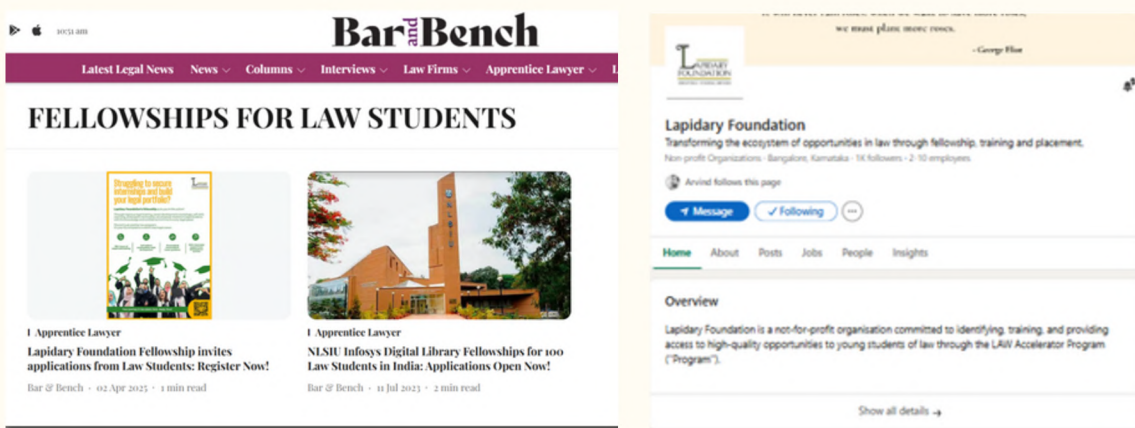 10:51 am
Bar and Bench
Latest Legal News News Columns Interviews Law Firms Apprentice Lawyer L
FELLOWSHIPS FOR LAW STUDENTS
Struggling to secure
internships and build
your legal portfolio?
NLSIU
Apprentice Lawyer
Lapidary Foundation Fellowship invites
applications from Law Students: Register Now!
Bar & Bench · 02 Apr 2025 · 1 min read
Apprentice Lawyer
NLSIU Infosys Digital Library Fellowships for 100
Law Students in India: Applications Open Now!
Bar & Bench · 11 Jul 2023 · 2 min read
we must plant more roses.
- George Eliot
LAPIDARY
FOUNDATION
Lapidary Foundation
Transforming the ecosystem of opportunities in law through fellowship, training and placement.
Non-profit Organizations · Bangalore, Karnataka · 1K followers · 2-10 employees
Arvind follows this page
Message
Following
Home About Posts Jobs People Insights
Overview
Lapidary Foundation is a not-for-profit organisation committed to identifying, training, and providing
access to high-quality opportunities to young students of law through the LAW Accelerator Program
("Program").
Show all details →